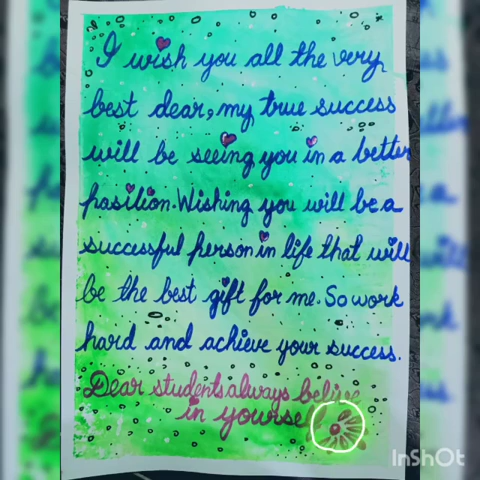 I wish you all the very
best dear, my true success
will be seeing you in a better
position. Wishing you will be a
successful person in life that will
be the best gift for me. So work
hard and achieve your success.
Dear students always believe
in yourse
InShOt